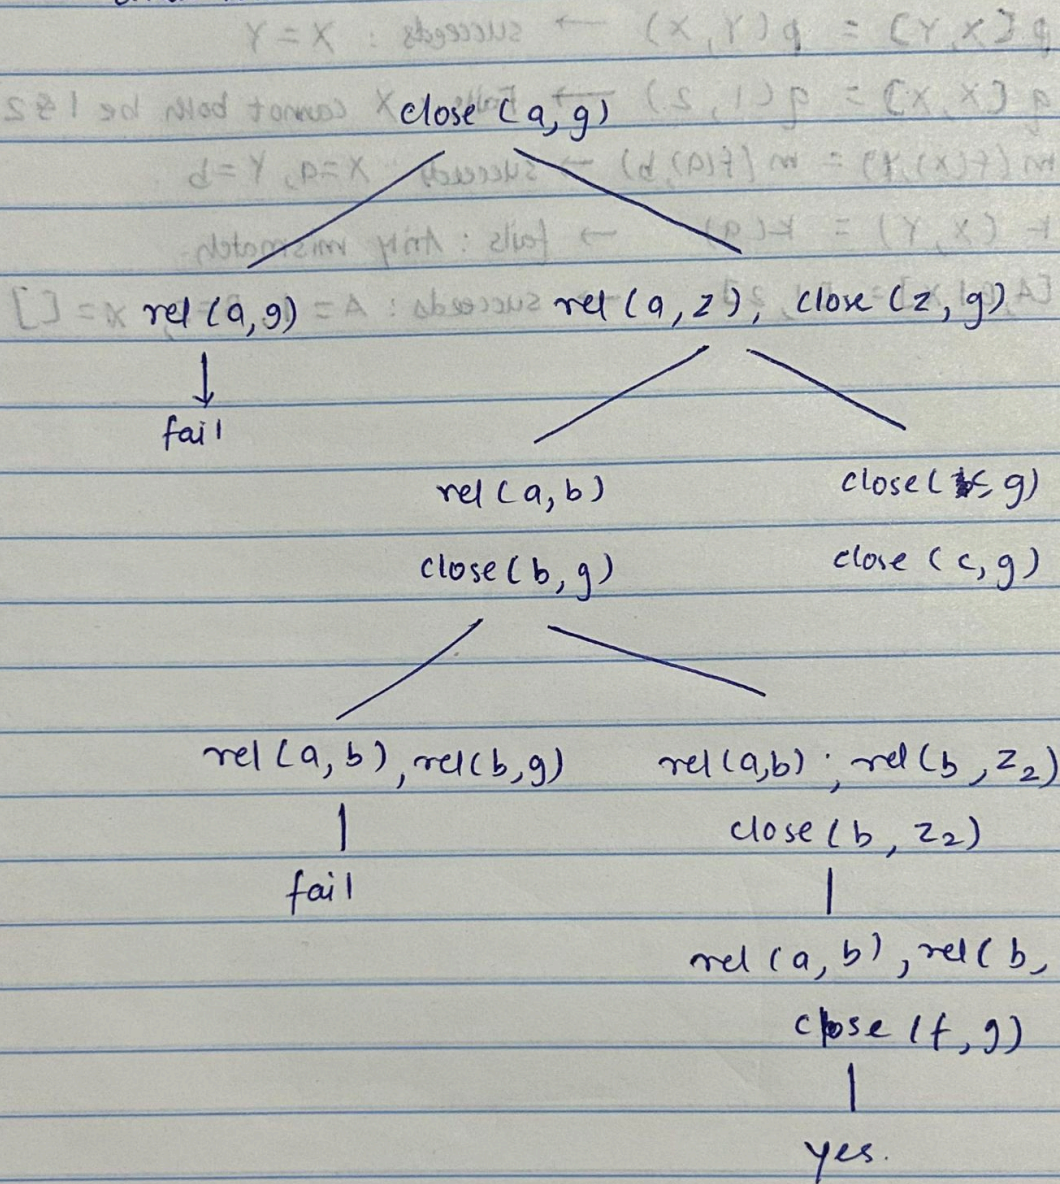 close (a, g)
rel (a, g) rel (a, z), close (z, g)
↓
fail
rel (a, b) close ( c, g)
close (b, g) close (c, g)
rel (a, b), rel (b, g) rel (a,b) ; rel (b, z2)
close (b, z2)
fail
rel (a, b), rel (b,
close (f, g)
yes.